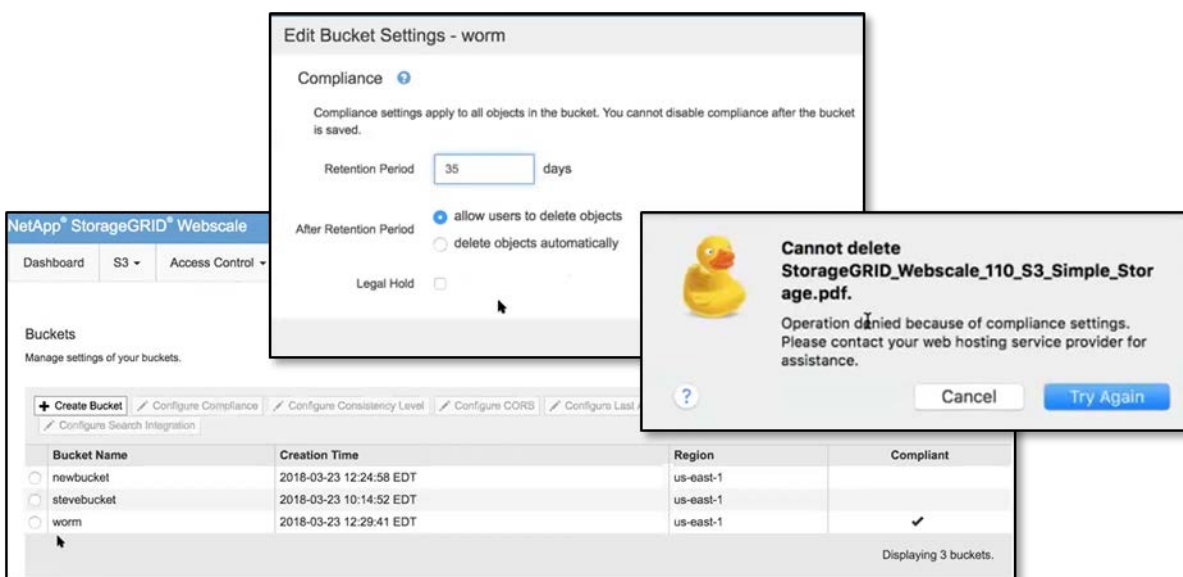 Edit Bucket Settings - worm
Compliance ?
Compliance settings apply to all objects in the bucket. You cannot disable compliance after the bucket
is saved.
Retention Period 35 days
After Retention Period
allow users to delete objects
delete objects automatically
Legal Hold
NetApp® StorageGRID® Webscale
Dashboard S3 Access Control
Buckets
Manage settings of your buckets.
+ Create Bucket Configure Compliance Configure Consistency Level Configure CORS Configure Last
Configure Search Integration
Bucket Name Creation Time Region Compliant
newbucket 2018-03-23 12:24:58 EDT us-east-1
stevebucket 2018-03-23 10:14:52 EDT us-east-1
worm 2018-03-23 12:29:41 EDT us-east-1 ✔
Displaying 3 buckets.
Cannot delete
StorageGRID_Webscale_110_S3_Simple_Stor
age.pdf.
Operation denied because of compliance settings.
Please contact your web hosting service provider for
assistance.
? Cancel Try Again